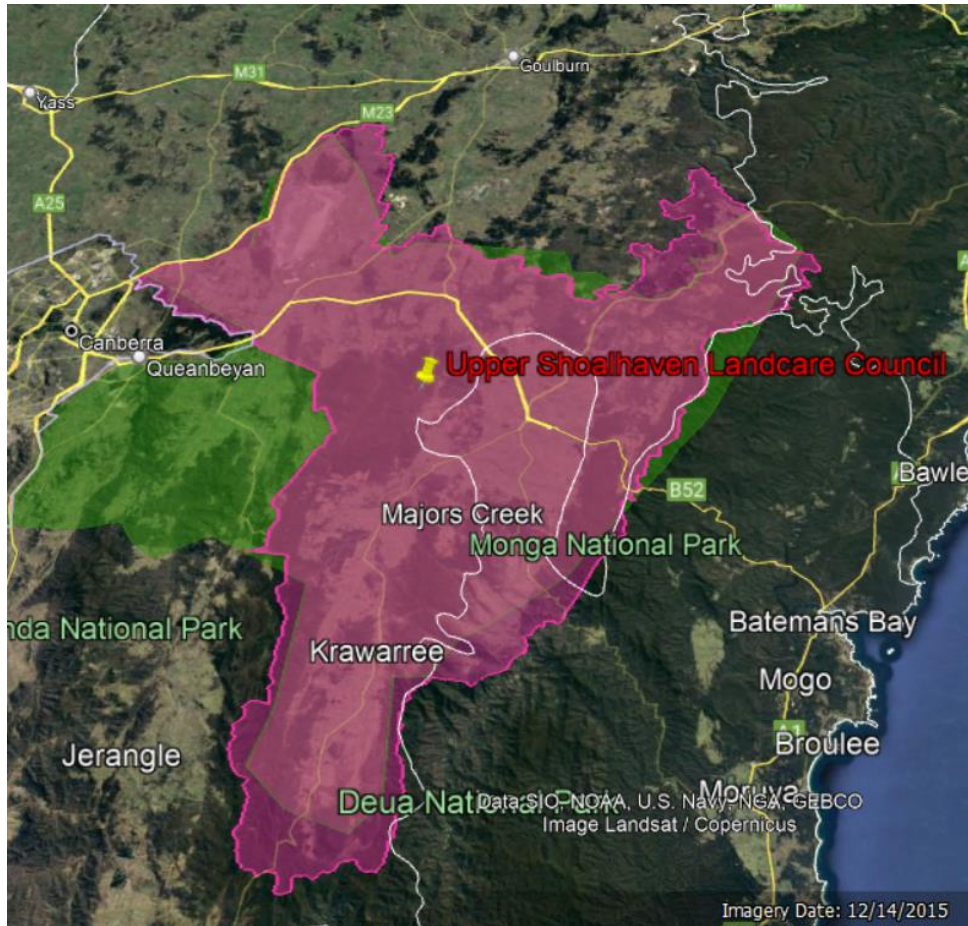 M31
Goulburn
Yass
M31
M23
A25
Canberra
Queanbeyan
Upper Shoalhaven Landcare Council
Bawle
B52
Majors Creek
Monga National Park
nda National Park
Batemans Bay
Krawarree
Mogo
A1
Broulee
Jerangle
Moruya
Deua National Park
Data SIO, NOAA, U.S. Navy, NGA, GEBCO
Image Landsat / Copernicus
Imagery Date: 12/14/2015